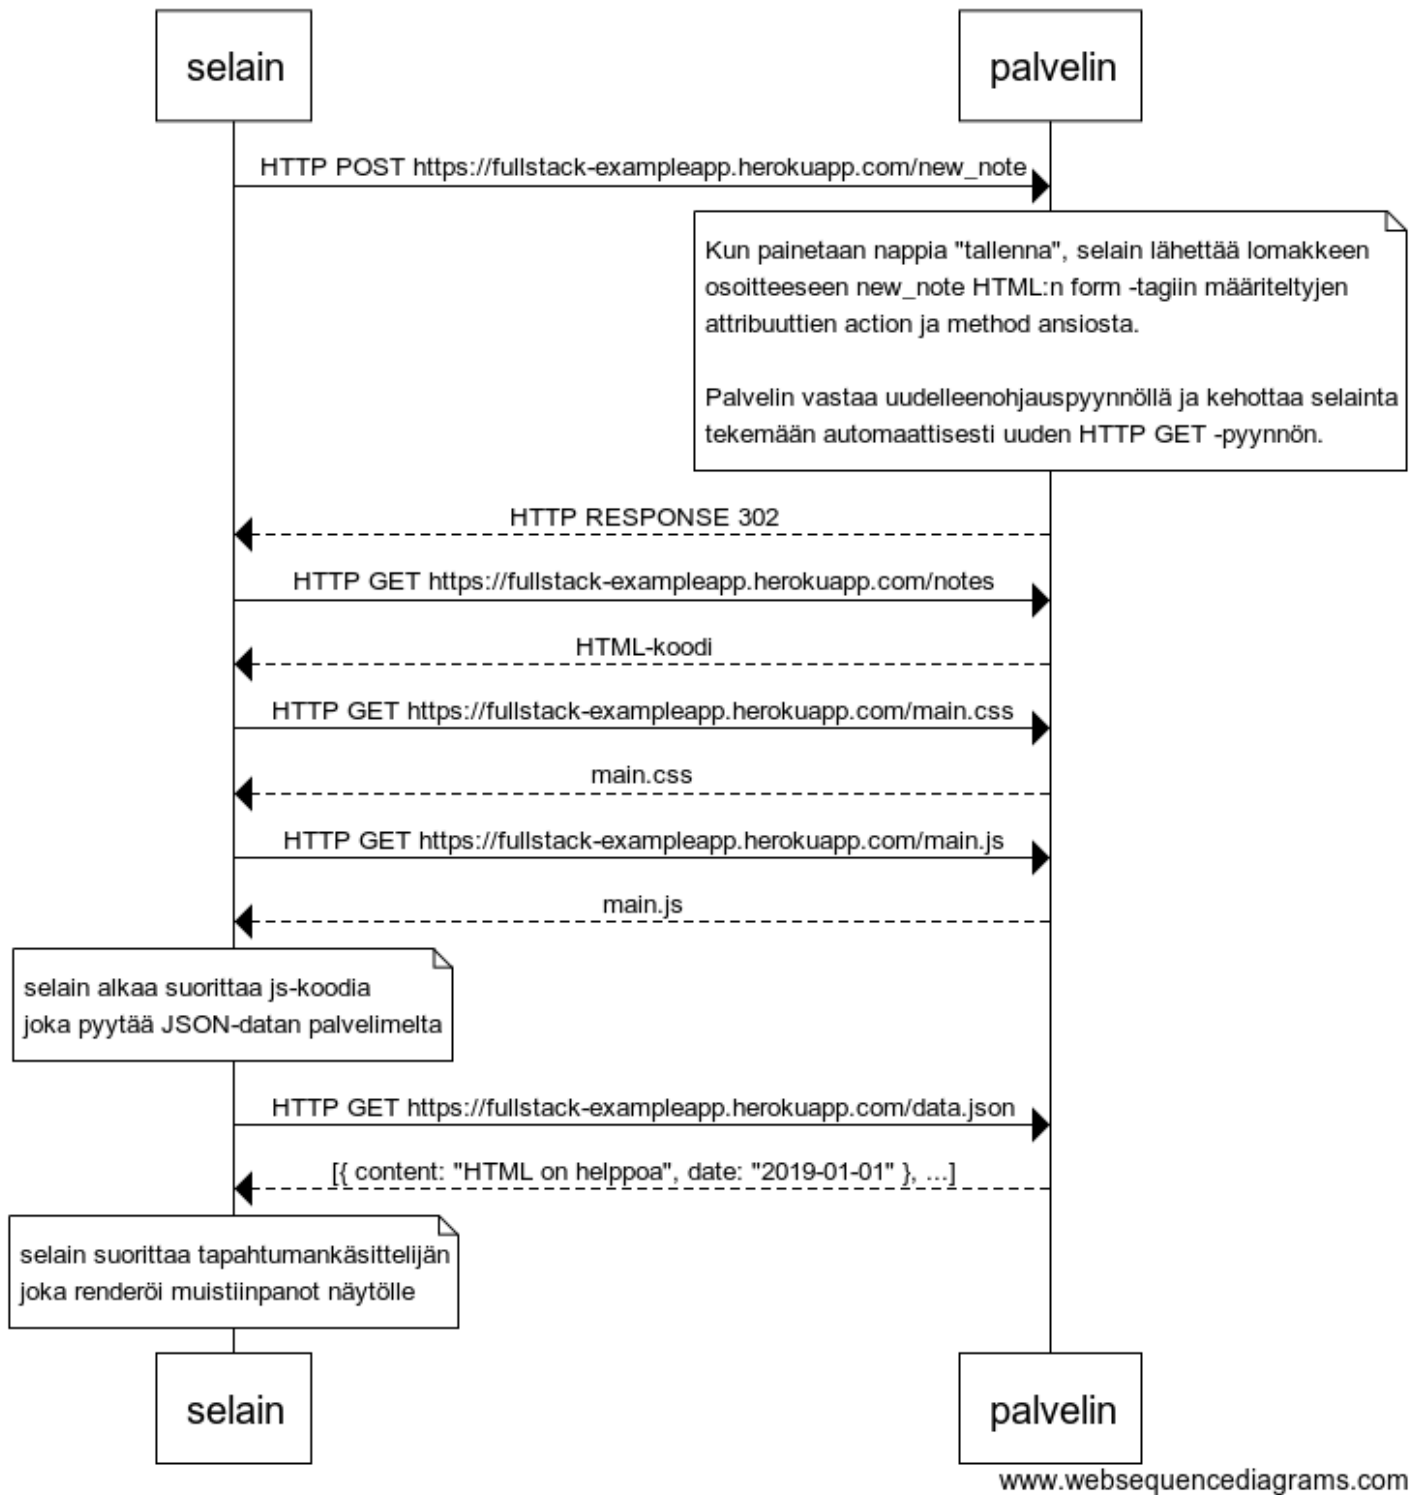 selain
palvelin
HTTP POST https://fullstack-exampleapp.herokuapp.com/new_note
Kun painetaan nappia "tallenna", selain lähettää lomakkeen
osoitteeseen new_note HTML:n form -tagiin määriteltyjen
attribuuttien action ja method ansiosta.
Palvelin vastaa uudelleenohjauspyynnöllä ja kehottaa selainta
tekemään automaattisesti uuden HTTP GET -pyynnön.
HTTP RESPONSE 302
HTTP GET https://fullstack-exampleapp.herokuapp.com/notes
HTML-koodi
HTTP GET https://fullstack-exampleapp.herokuapp.com/main.css
main.css
HTTP GET https://fullstack-exampleapp.herokuapp.com/main.js
main.js
selain alkaa suorittaa js-koodia
joka pyytää JSON-datan palvelimelta
HTTP GET https://fullstack-exampleapp.herokuapp.com/data.json
[{ content: "HTML on helppoa", date: "2019-01-01" }, ...]
selain suorittaa tapahtumankäsittelijän
joka renderöi muistiinpanot näytölle
selain
palvelin
www.websequencediagrams.com